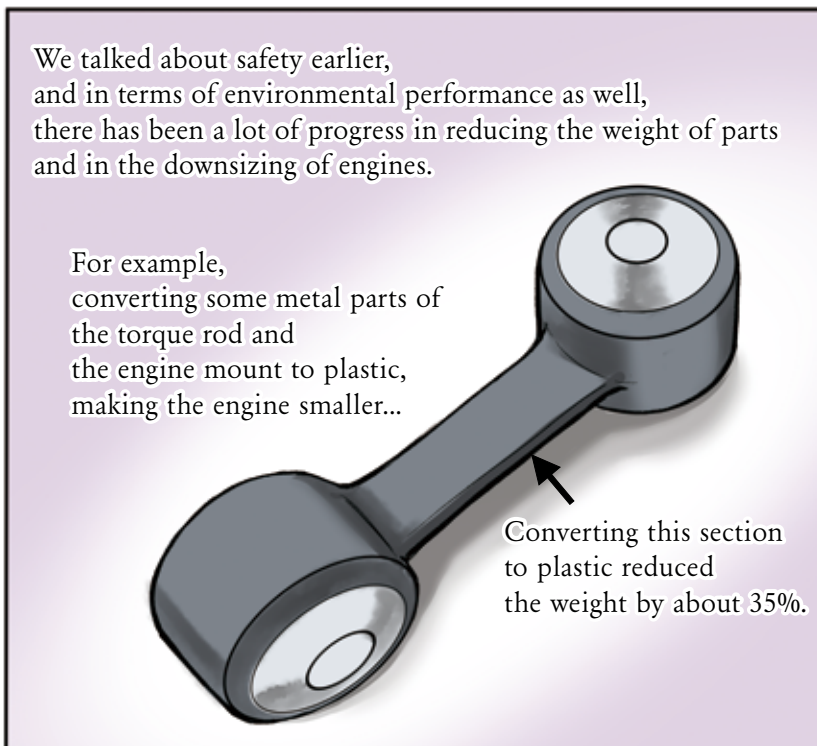 We talked about safety earlier,
and in terms of environmental performance as well,
there has been a lot of progress in reducing the weight of parts
and in the downsizing of engines.
For example,
converting some metal parts of
the torque rod and
the engine mount to plastic,
making the engine smaller...
Converting this section
to plastic reduced
the weight by about 35%.